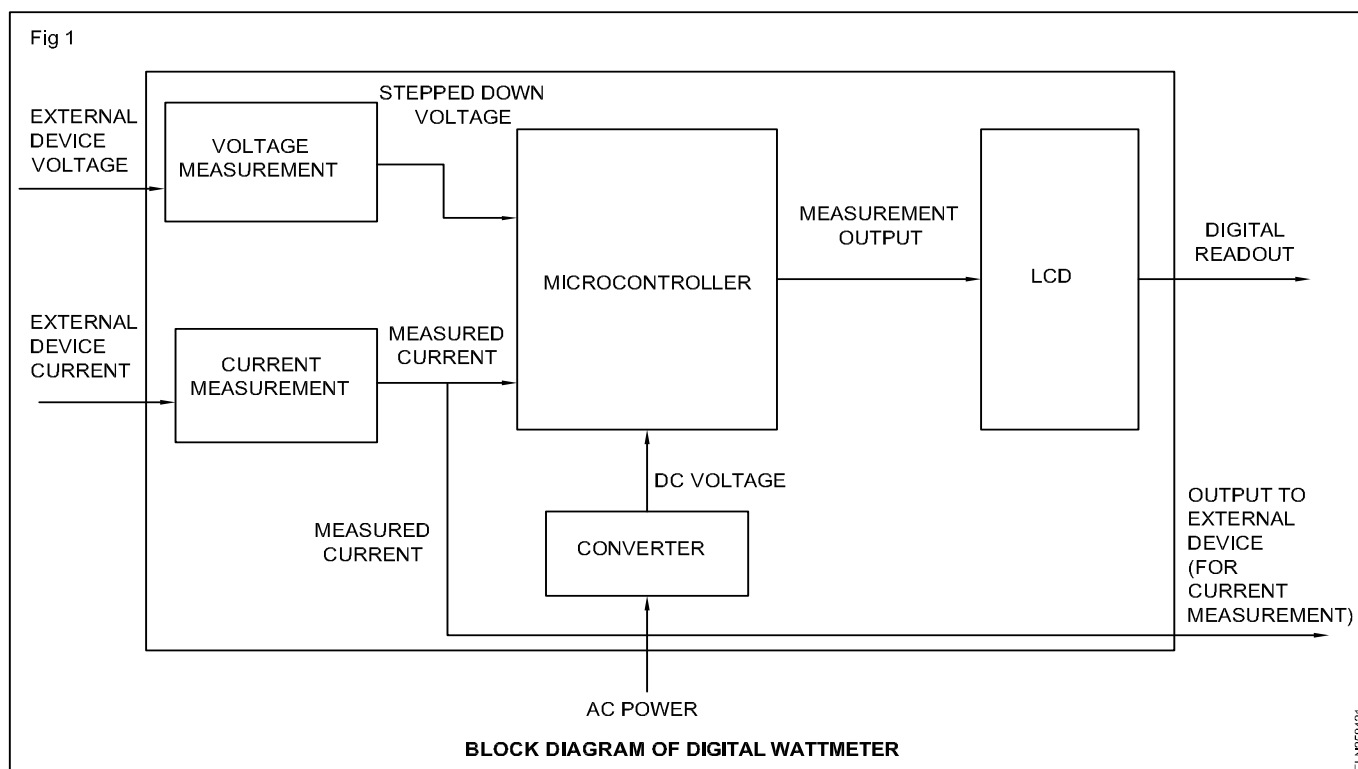 Fig 1
EXTERNAL
DEVICE
VOLTAGE
VOLTAGE
MEASUREMENT
STEPPED DOWN
VOLTAGE
MICROCONTROLLER
MEASUREMENT
OUTPUT
LCD
DIGITAL
READOUT
EXTERNAL
DEVICE
CURRENT
CURRENT
MEASUREMENT
MEASURED
CURRENT
DC VOLTAGE
MEASURED
CURRENT
CONVERTER
OUTPUT TO
EXTERNAL
DEVICE
(FOR
CURRENT
MEASUREMENT)
AC POWER
BLOCK DIAGRAM OF DIGITAL WATTMETER